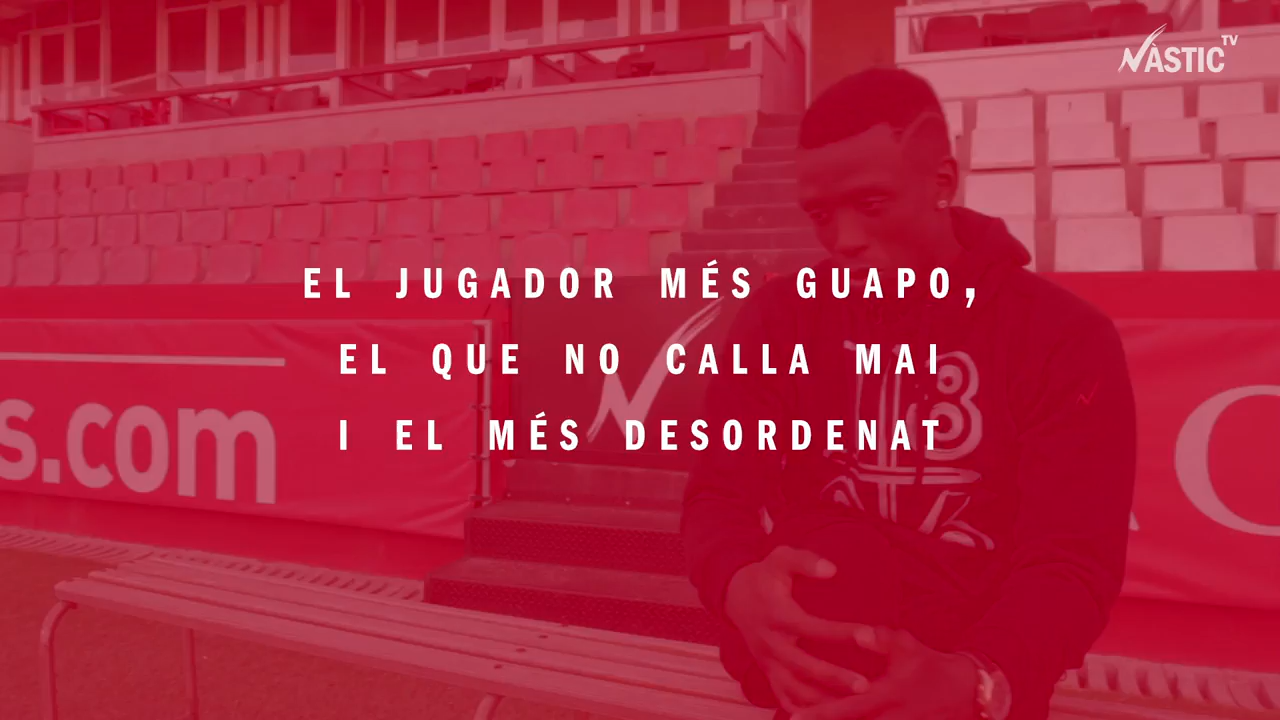 NÀSTIC TV
EL JUGADOR MÉS GUAPO,
EL QUE NO CALLA MAI
I EL MÉS DESORDENAT
s.com